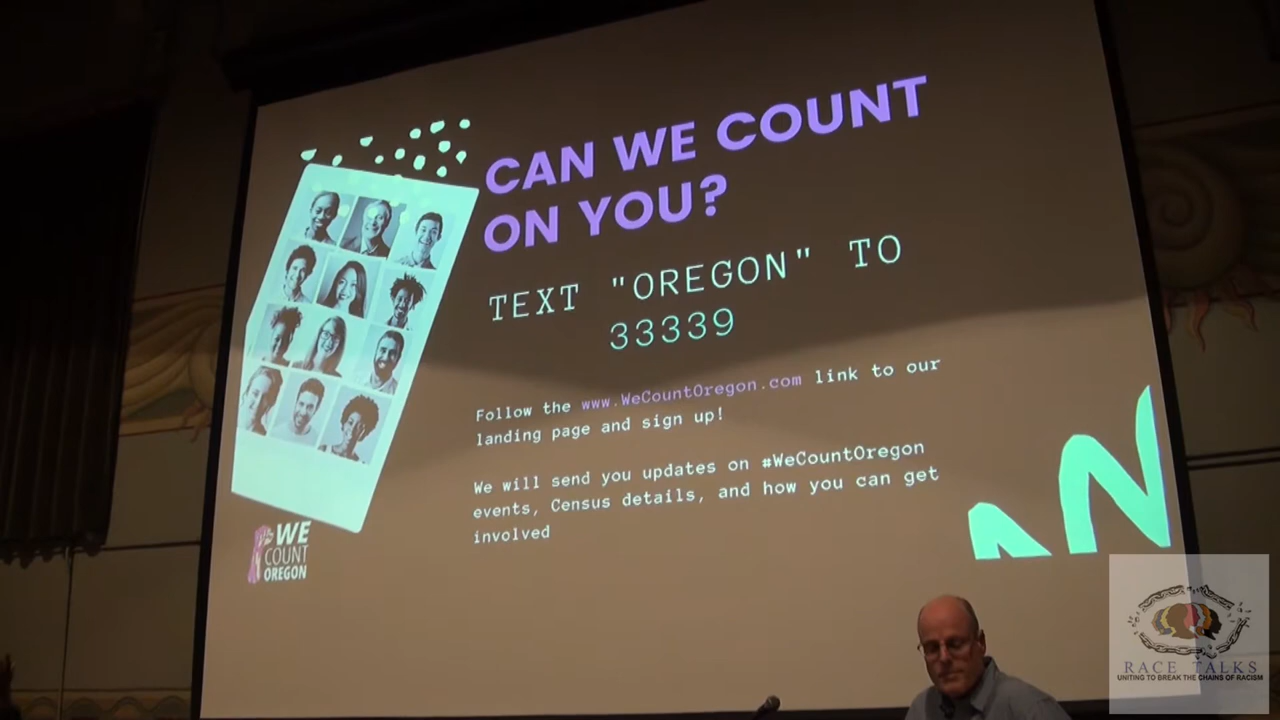 CAN WE COUNT
ON YOU?
TEXT "OREGON" TO
33339
Follow the www.WeCountOregon.com link to our
landing page and sign up!
We will send you updates on #WeCountOregon
events, Census details, and how you can get
involved
WE
COUNT
OREGON
RACE TALKS
UNITING TO BREAK THE CHAINS OF RACISM